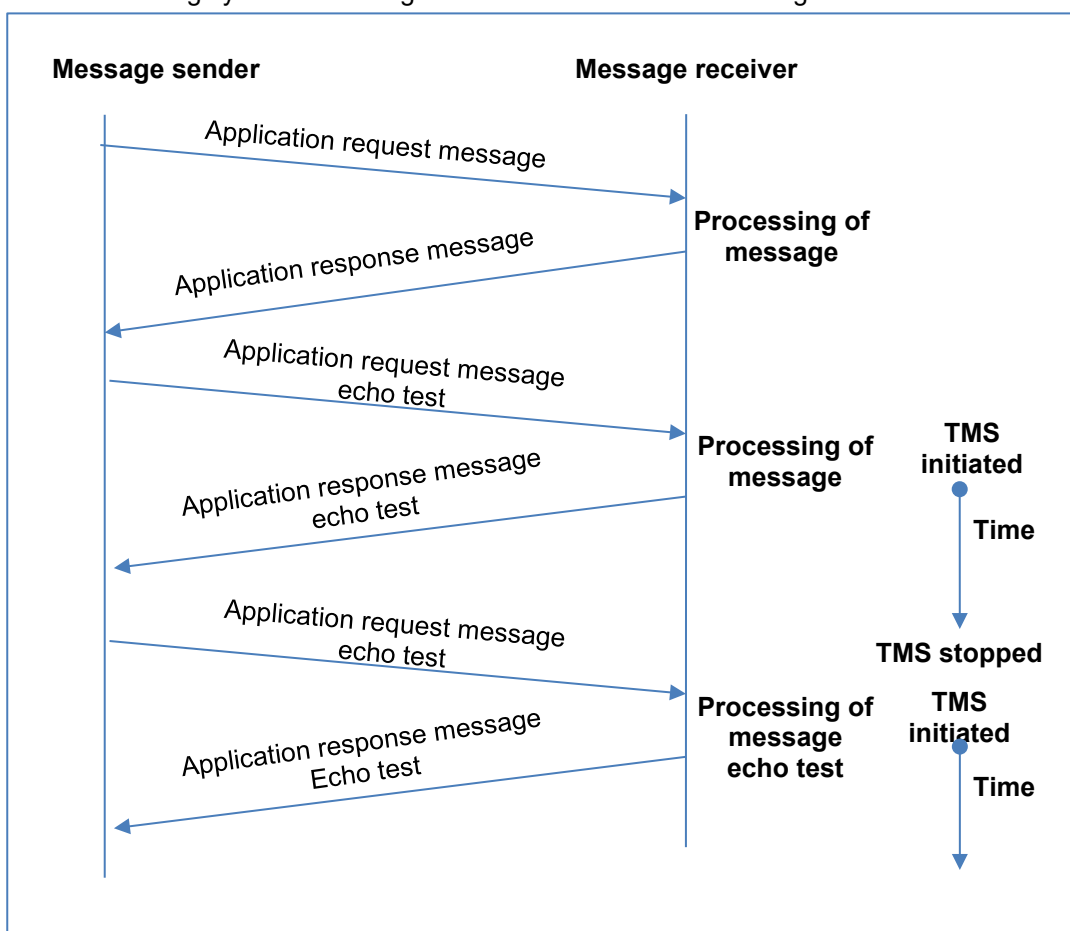 Message sender
Message receiver
Application request message
Processing of
message
Application response message
Application request message
echo test
Processing of
message
TMS
initiated
Application response message
echo test
Time
Application request message
echo test
TMS stopped
Processing of
message
echo test
TMS
initiated
Application response message
Echo test
Time